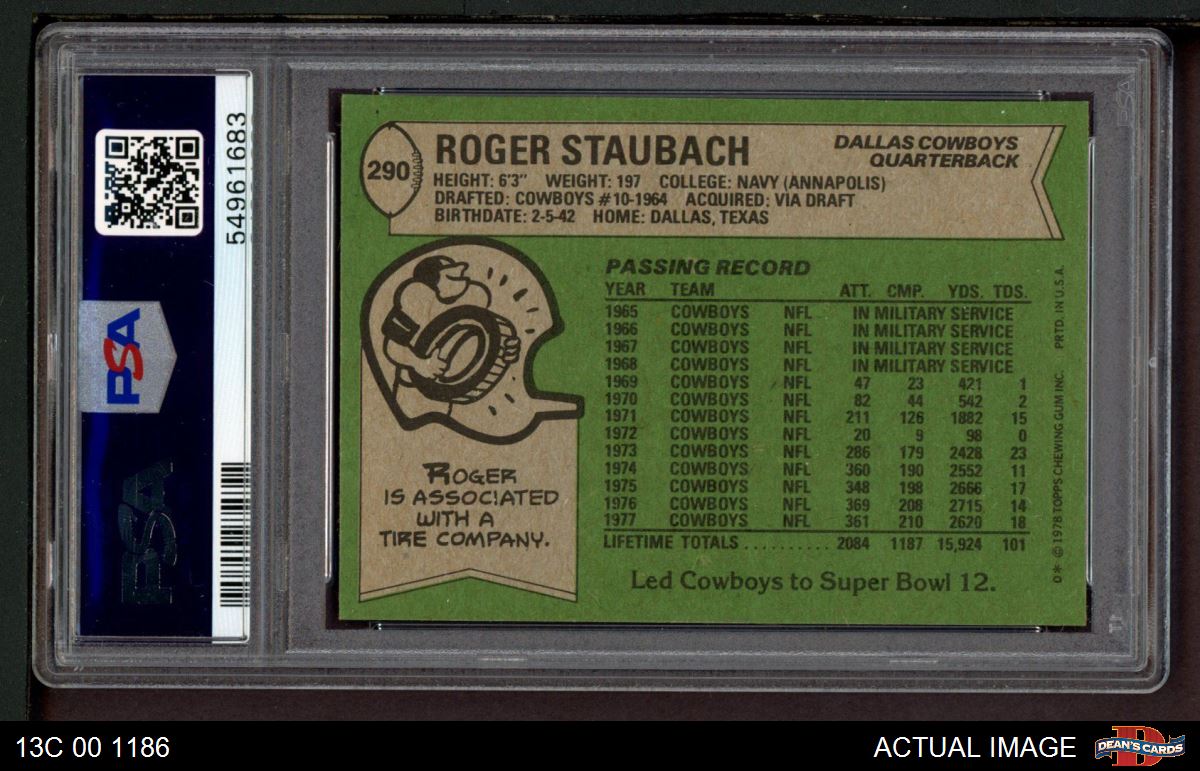 54961683
PSA
PSA
290
ROGER STAUBACH
DALLAS COWBOYS
QUARTERBACK
HEIGHT: 6'3" WEIGHT: 197 COLLEGE: NAVY (ANNAPOLIS)
DRAFTED: COWBOYS #10-1964 ACQUIRED: VIA DRAFT
BIRTHDATE: 2-5-42 HOME: DALLAS, TEXAS
PASSING RECORD
YEAR TEAM ATT. CMP. YDS. TDS.
1965 COWBOYS NFL IN MILITARY SERVICE
1966 COWBOYS NFL IN MILITARY SERVICE
1967 COWBOYS NFL IN MILITARY SERVICE
1968 COWBOYS NFL IN MILITARY SERVICE
1969 COWBOYS NFL 47 23 421 1
1970 COWBOYS NFL 82 44 542 2
1971 COWBOYS NFL 211 126 1882 15
1972 COWBOYS NFL 20 9 98 0
1973 COWBOYS NFL 286 179 2428 23
1974 COWBOYS NFL 360 190 2552 11
1975 COWBOYS NFL 348 198 2666 17
1976 COWBOYS NFL 369 208 2715 14
1977 COWBOYS NFL 361 210 2620 18
LIFETIME TOTALS .......... 2084 1187 15,924 101
Led Cowboys to Super Bowl 12.
ROGER
IS ASSOCIATED
WITH A
TIRE COMPANY.
D* © 1978 TOPPS CHEWING GUM INC. PRTD. IN U.S.A.
PSA
13C 00 1186
ACTUAL IMAGE
DEAN'S CARDS